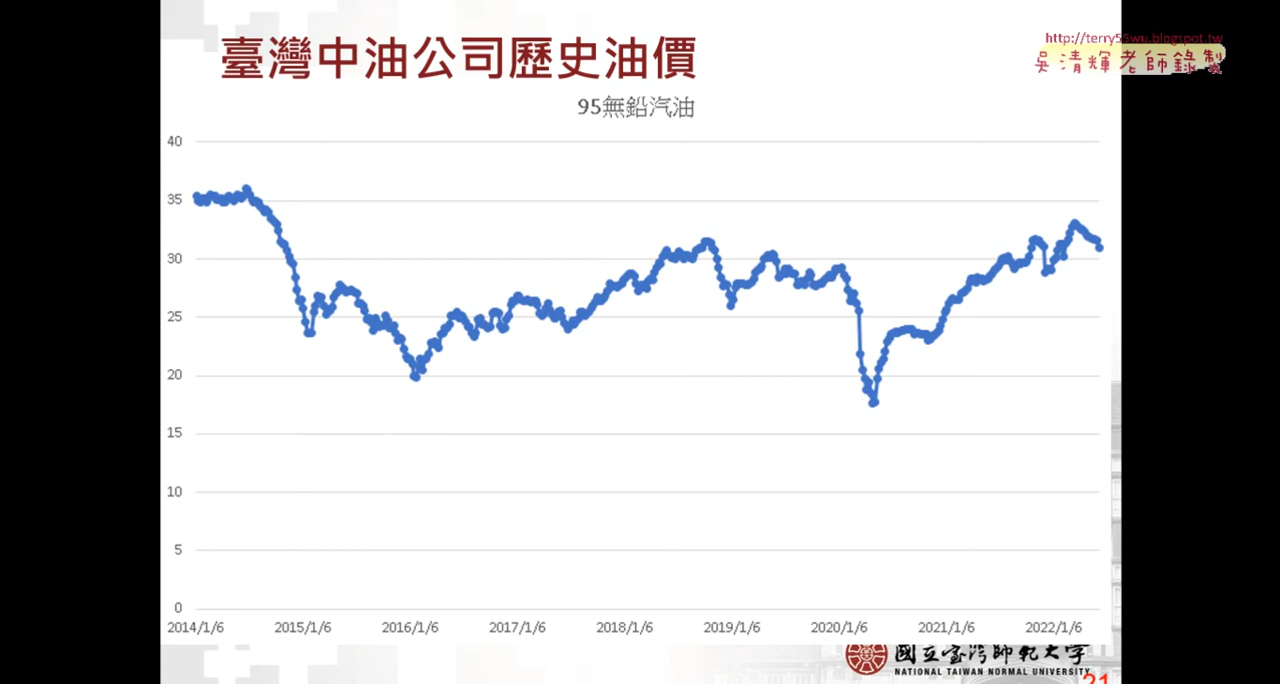 臺灣中油公司歷史油價
http://terry55wu.blogspot.tw
吳清輝老師錄製
95無鉛汽油
40
35
30
25
20
15
10
5
0
2014/1/6 2015/1/6 2016/1/6 2017/1/6 2018/1/6 2019/1/6 2020/1/6 2021/1/6 2022/1/6
國立臺灣師範大學
NATIONAL TAIWAN NORMAL UNIVERSITY
21